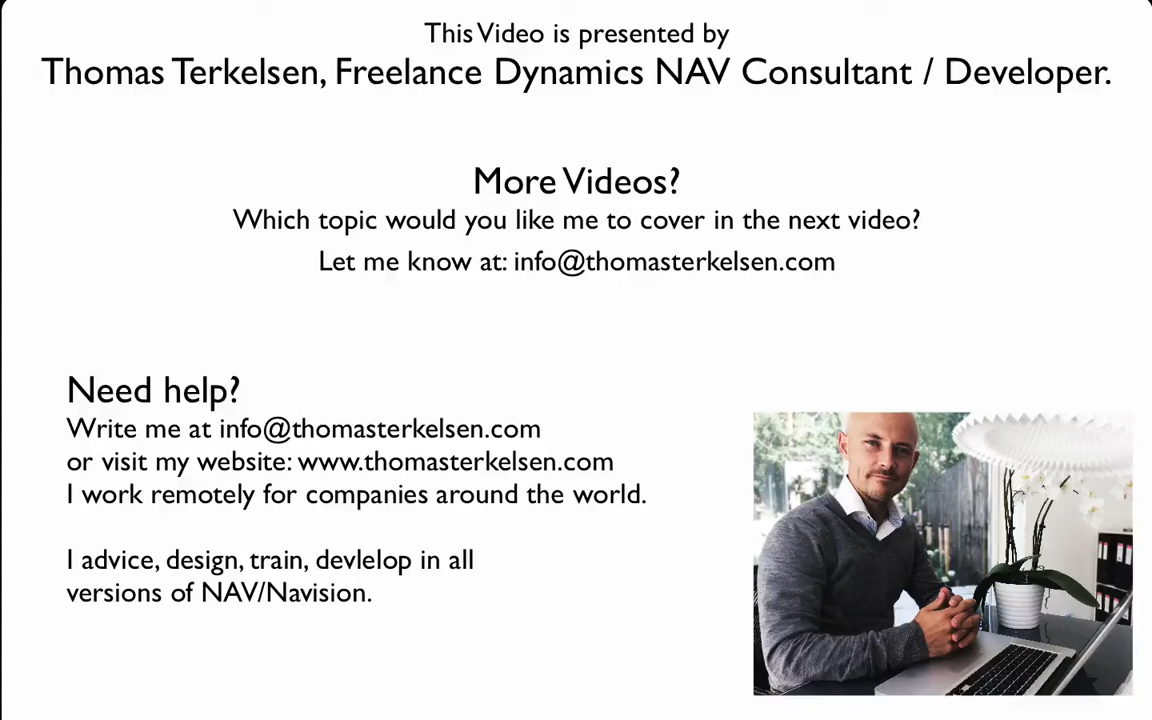 This Video is presented by
Thomas Terkelsen, Freelance Dynamics NAV Consultant / Developer.
More Videos?
Which topic would you like me to cover in the next video?
Let me know at: info@thomasterkelsen.com
Need help?
Write me at info@thomasterkelsen.com
or visit my website: www.thomasterkelsen.com
I work remotely for companies around the world.
I advice, design, train, devlelop in all
versions of NAV/Navision.